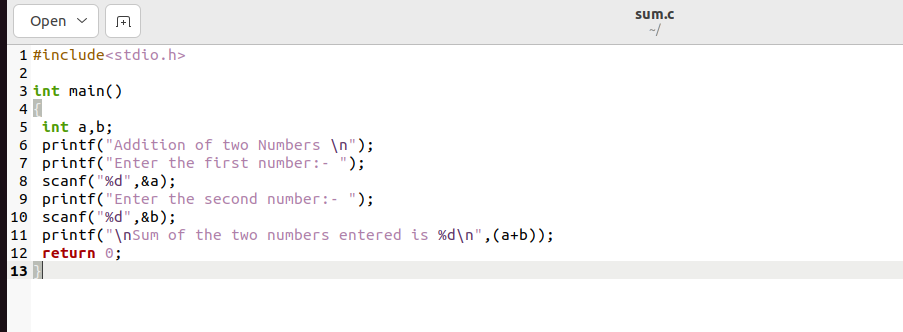 Open
sum.c
~/
1 #include<stdio.h>
2
3 int main()
4 {
5  int a,b;
6  printf("Addition of two Numbers \n");
7  printf("Enter the first number:- ");
8  scanf("%d",&a);
9  printf("Enter the second number:- ");
10  scanf("%d",&b);
11  printf("\nSum of the two numbers entered is %d\n",(a+b));
12  return 0;
13 }